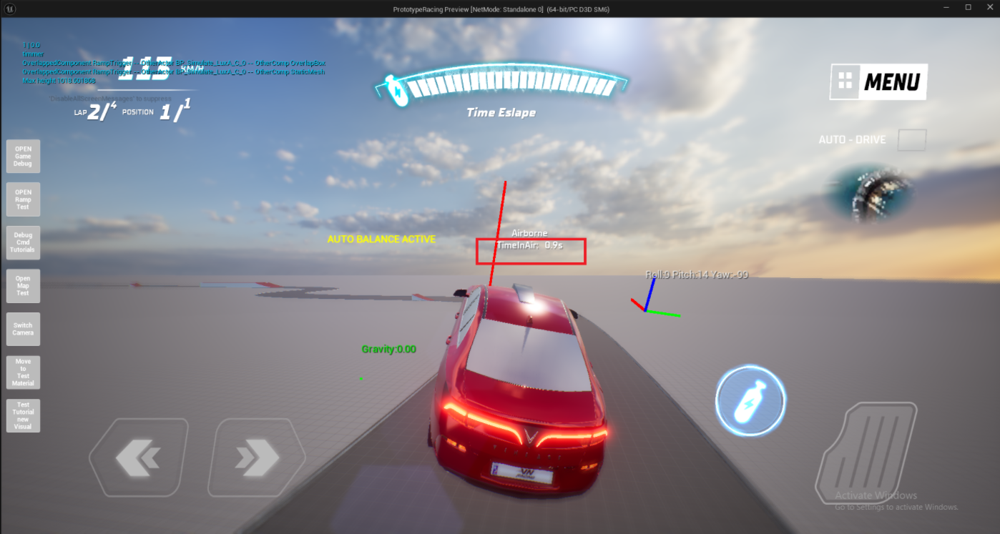 PrototypeRacing Preview [NetMode: Standalone 0] (64-bit/PC D3D SM6)
1 | 0.0
timmer
OverlappedComponent RampTrigger -- OtherActor BP_Simulate_LuxA_C_0 -- OtherComp OverlapBox
OverlappedComponent RampTrigger -- OtherActor BP_Simulate_LuxA_C_0 -- OtherComp StaticMesh
Max height 1018.601868
KM/H
"DisableAllScreenMessages" to suppress
LAP 2/4 POSITION 1/1
Time Eslape
MENU
AUTO - DRIVE
OPEN
Game
Debug
OPEN
Ramp
Test
Debug
Cmd
Tutorials
Open
Map
Test
Switch
Camera
Move
to
Test
Material
Test
Tutorial
new
Visual
AUTO BALANCE ACTIVE
Airborne
TimeInAir: 0.9s
Roll:9 Pitch:14 Yaw:-99
Gravity:0.00
VINFAST
VN
RACING
Activate Windows
Go to Settings to activate Windows.